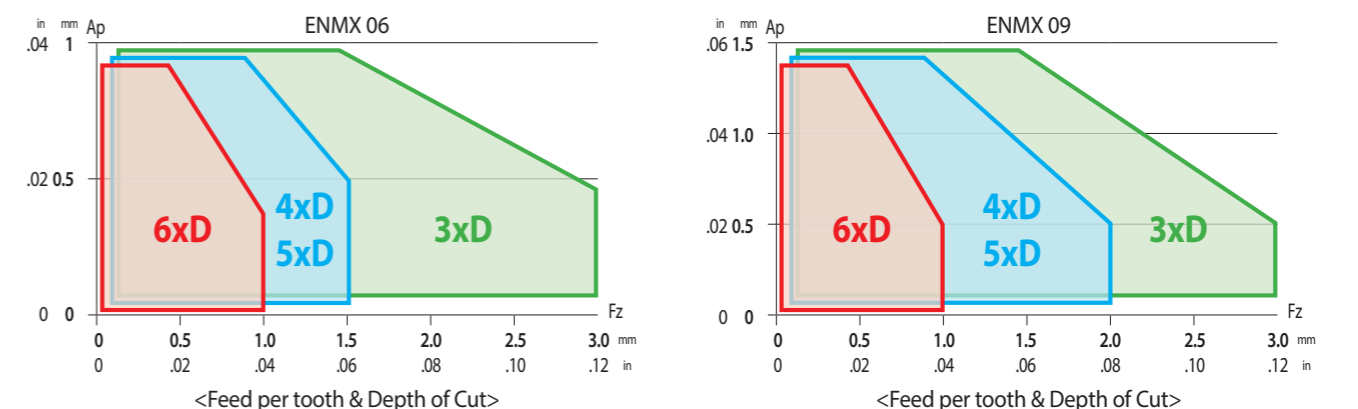 in mm Ap ENMX 06
.04 1
.02 0.5
6xD
4xD
5xD
3xD
0 0
Fz
0 0.5 1.0 1.5 2.0 2.5 3.0 mm
0 .02 .04 .06 .08 .10 .12 in
<Feed per tooth & Depth of Cut>
in mm Ap ENMX 09
.06 1.5
.04 1.0
.02 0.5
6xD
4xD
5xD
3xD
0 0
Fz
0 0.5 1.0 1.5 2.0 2.5 3.0 mm
0 .02 .04 .06 .08 .10 .12 in
<Feed per tooth & Depth of Cut>